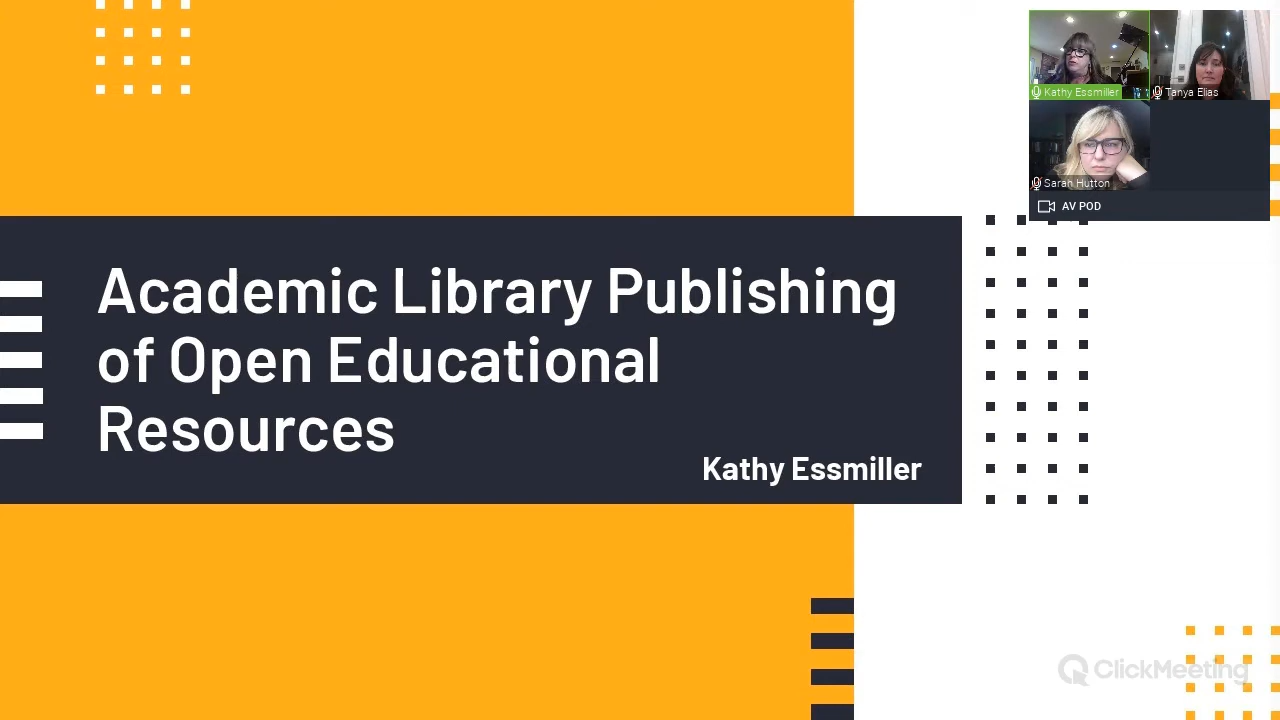 Academic Library Publishing
of Open Educational
Resources
Kathy Essmiller
Kathy Essmiller
Tanya Elias
Sarah Hutton
AV POD
ClickMeeting